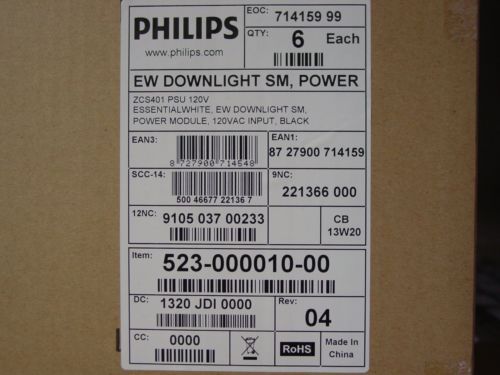 PHILIPS
www.philips.com
EOC: 714159 99
QTY: 6 Each
EW DOWNLIGHT SM, POWER
ZCS401 PSU 120V
ESSENTIALWHITE, EW DOWNLIGHT SM,
POWER MODULE, 120VAC INPUT, BLACK
EAN3:
8 727900 714548
EAN1:
87 27900 714159
SCC-14:
500 46677 22136 7
9NC:
221366 000
12NC: 9105 037 00233
CB
13W20
Item: 523-000010-00
DC: 1320 JDI 0000
Rev: 04
CC: 0000
RoHS
Made In
China